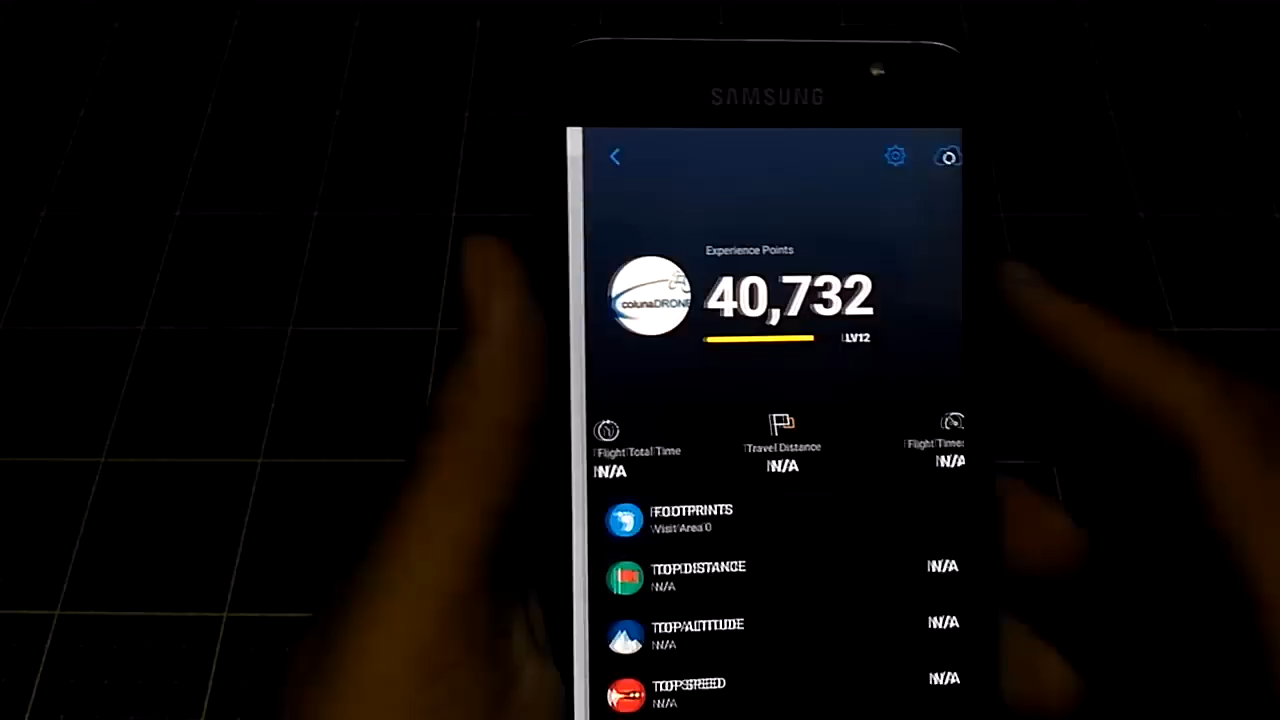 SAMSUNG
Experience Points
colunaDRONE
40,732
LV12
Flight Total Time
Travel Distance
Flight Times
N/A
N/A
N/A
FOOTPRINTS
Visit Area 0
TOP DISTANCE
N/A
N/A
TOP ALTITUDE
N/A
N/A
TOP SPEED
N/A
N/A